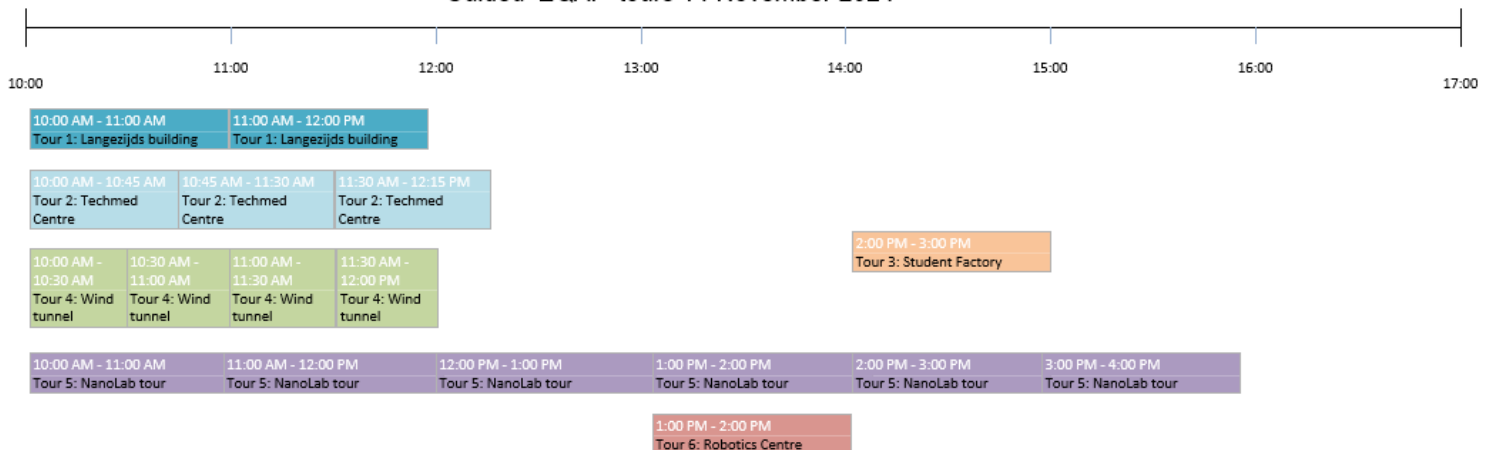 Guided tours November 2024
11:00 12:00 13:00 14:00 15:00 16:00
10:00 17:00
10:00 AM - 11:00 AM
Tour 1: Langezijds building
11:00 AM - 12:00 PM
Tour 1: Langezijds building
10:00 AM - 10:45 AM
Tour 2: Techmed
Centre
10:45 AM - 11:30 AM
Tour 2: Techmed
Centre
11:30 AM - 12:15 PM
Tour 2: Techmed
Centre
2:00 PM - 3:00 PM
Tour 3: Student Factory
10:00 AM -
10:30 AM
Tour 4: Wind
tunnel
10:30 AM -
11:00 AM
Tour 4: Wind
tunnel
11:00 AM -
11:30 AM
Tour 4: Wind
tunnel
11:30 AM -
12:00 PM
Tour 4: Wind
tunnel
10:00 AM - 11:00 AM
Tour 5: NanoLab tour
11:00 AM - 12:00 PM
Tour 5: NanoLab tour
12:00 PM - 1:00 PM
Tour 5: NanoLab tour
1:00 PM - 2:00 PM
Tour 5: NanoLab tour
2:00 PM - 3:00 PM
Tour 5: NanoLab tour
3:00 PM - 4:00 PM
Tour 5: NanoLab tour
1:00 PM - 2:00 PM
Tour 6: Robotics Centre